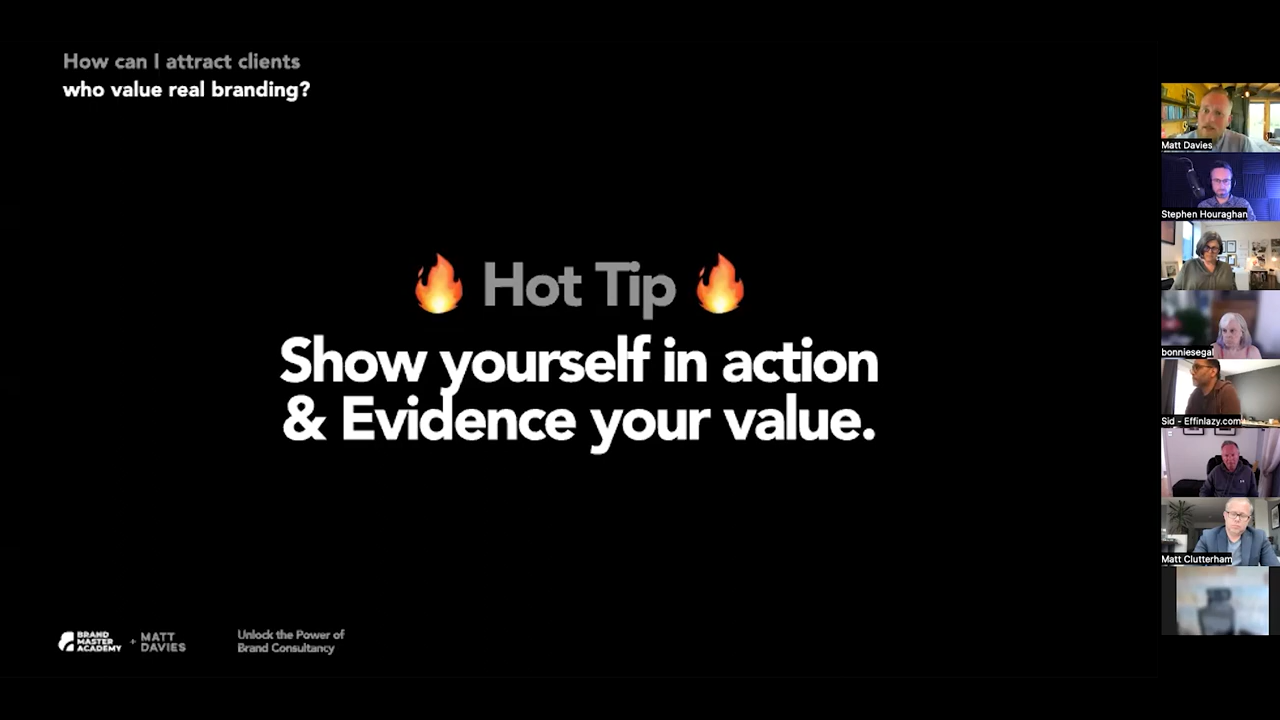 How can I attract clients
who value real branding?
🔥 Hot Tip 🔥
Show yourself in action
& Evidence your value.
BRAND
MASTER
ACADEMY
+
MATT
DAVIES
Unlock the Power of
Brand Consultancy
Matt Davies
Stephen Houraghan
bonniesegal
Sid - Effinlazy.com
Matt Clutterham